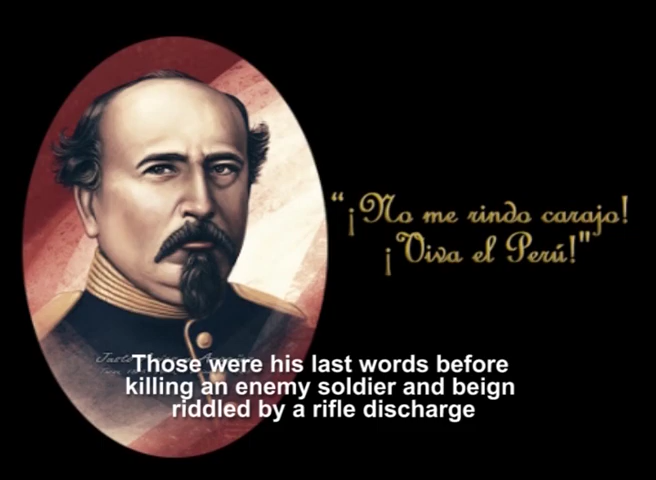 “¡No me rindo carajo!
¡Viva el Perú!"
Those were his last words before
killing an enemy soldier and beign
riddled by a rifle discharge